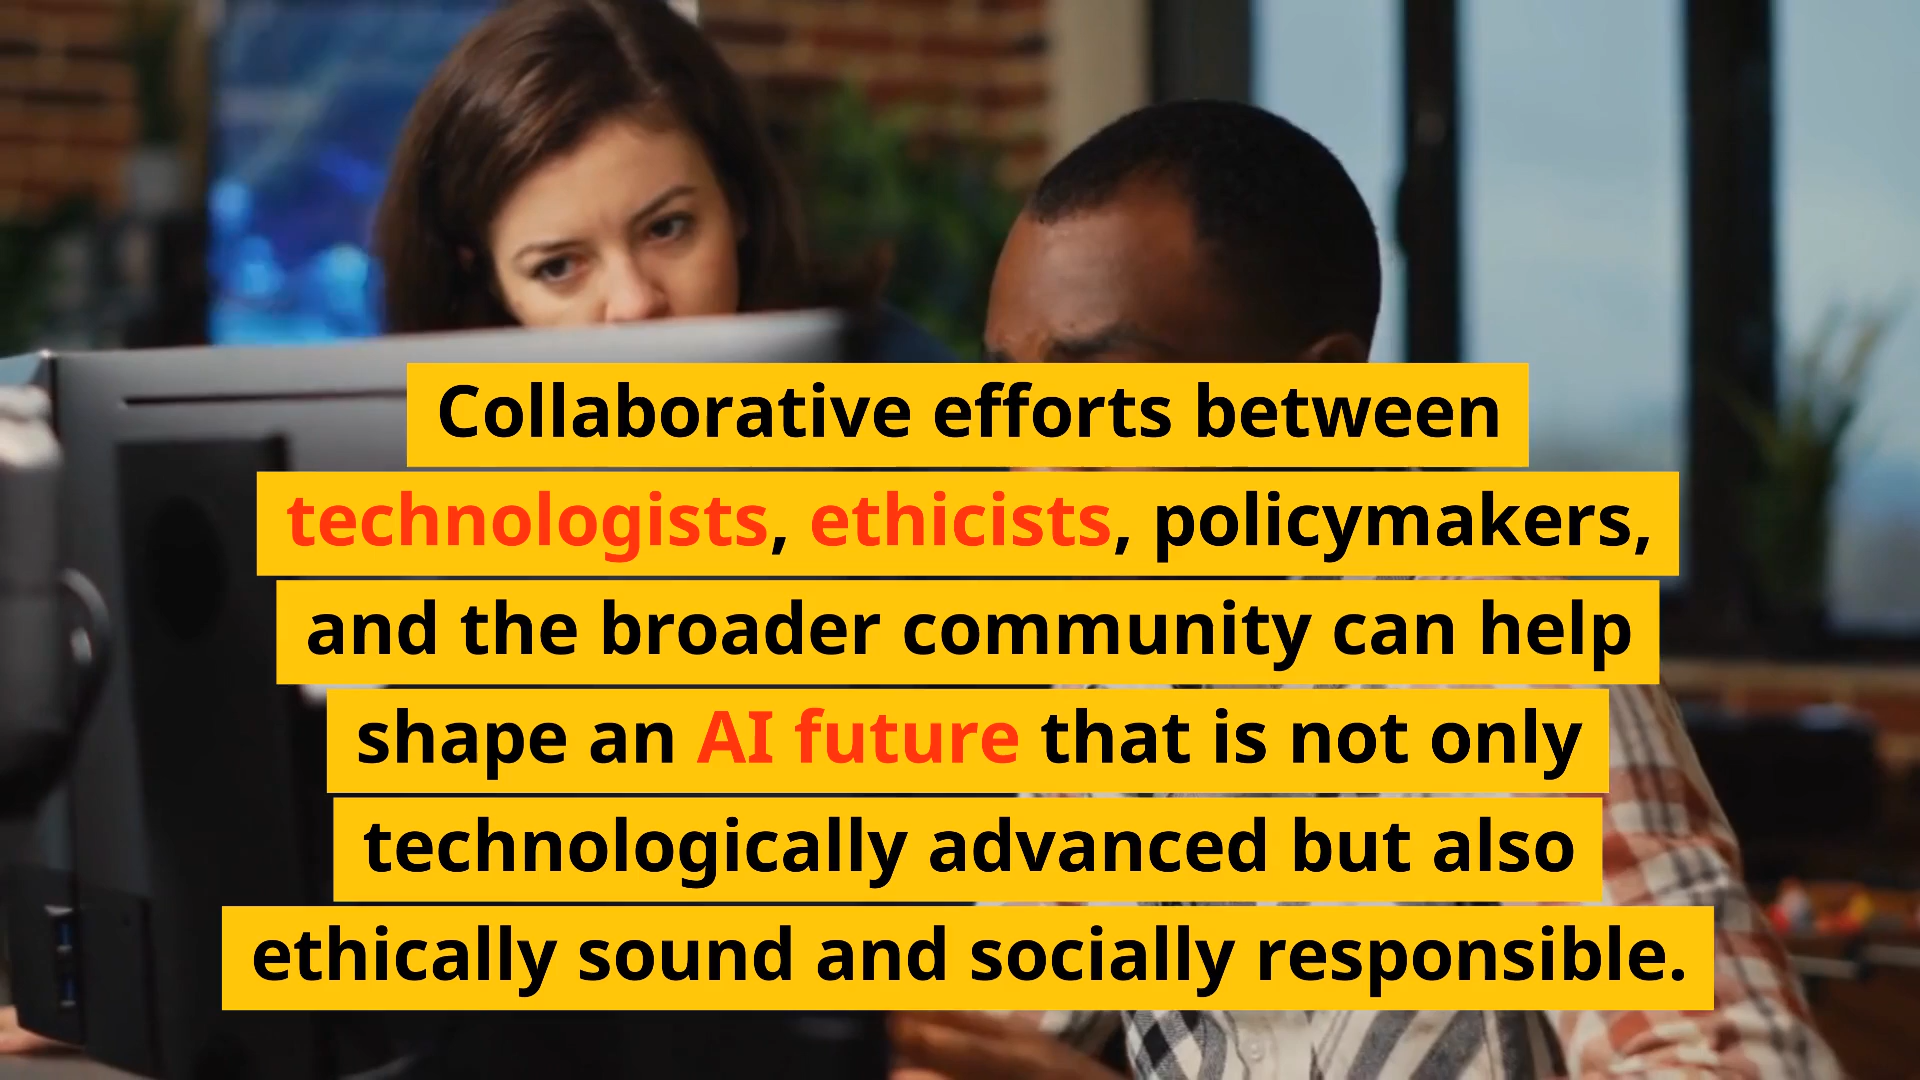 Collaborative efforts between
technologists, ethicists, policymakers,
and the broader community can help
shape an AI future that is not only
technologically advanced but also
ethically sound and socially responsible.